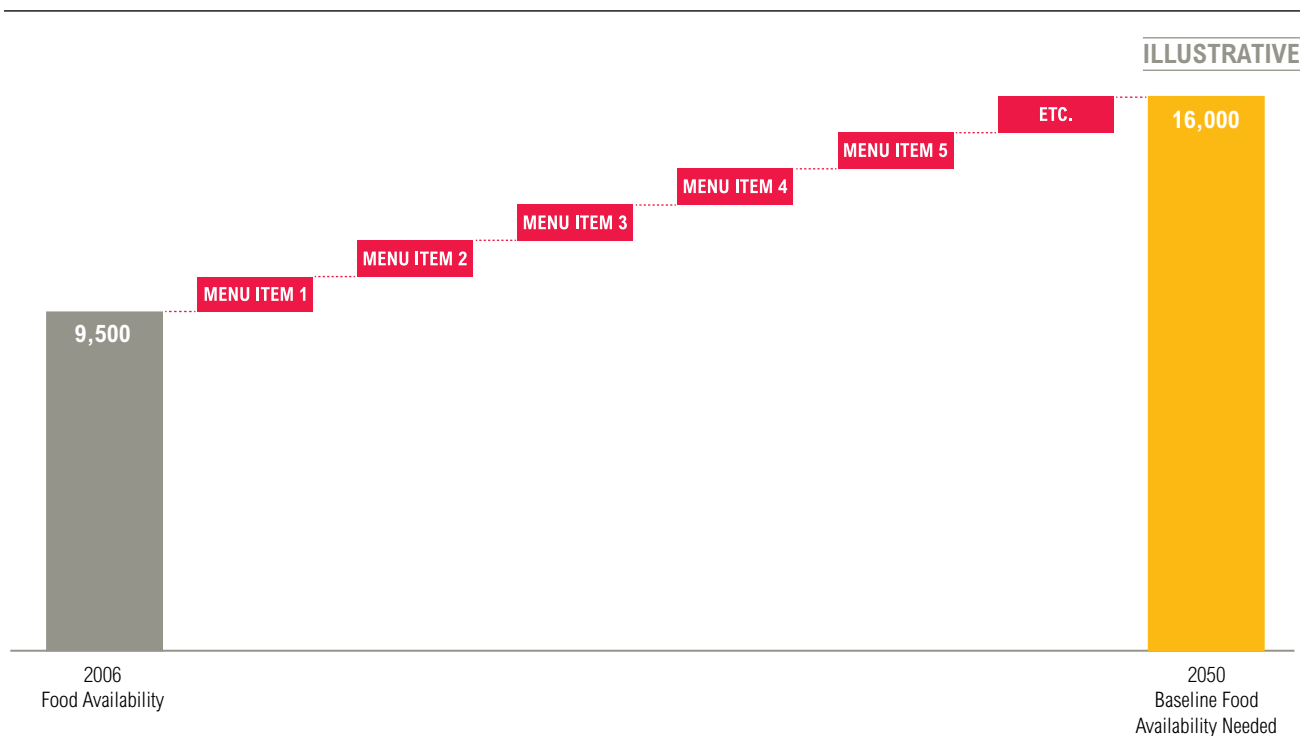 ILLUSTRATIVE
ETC.
16,000
MENU ITEM 5
MENU ITEM 4
MENU ITEM 3
MENU ITEM 2
MENU ITEM 1
9,500
2006
Food Availability
2050
Baseline Food
Availability Needed